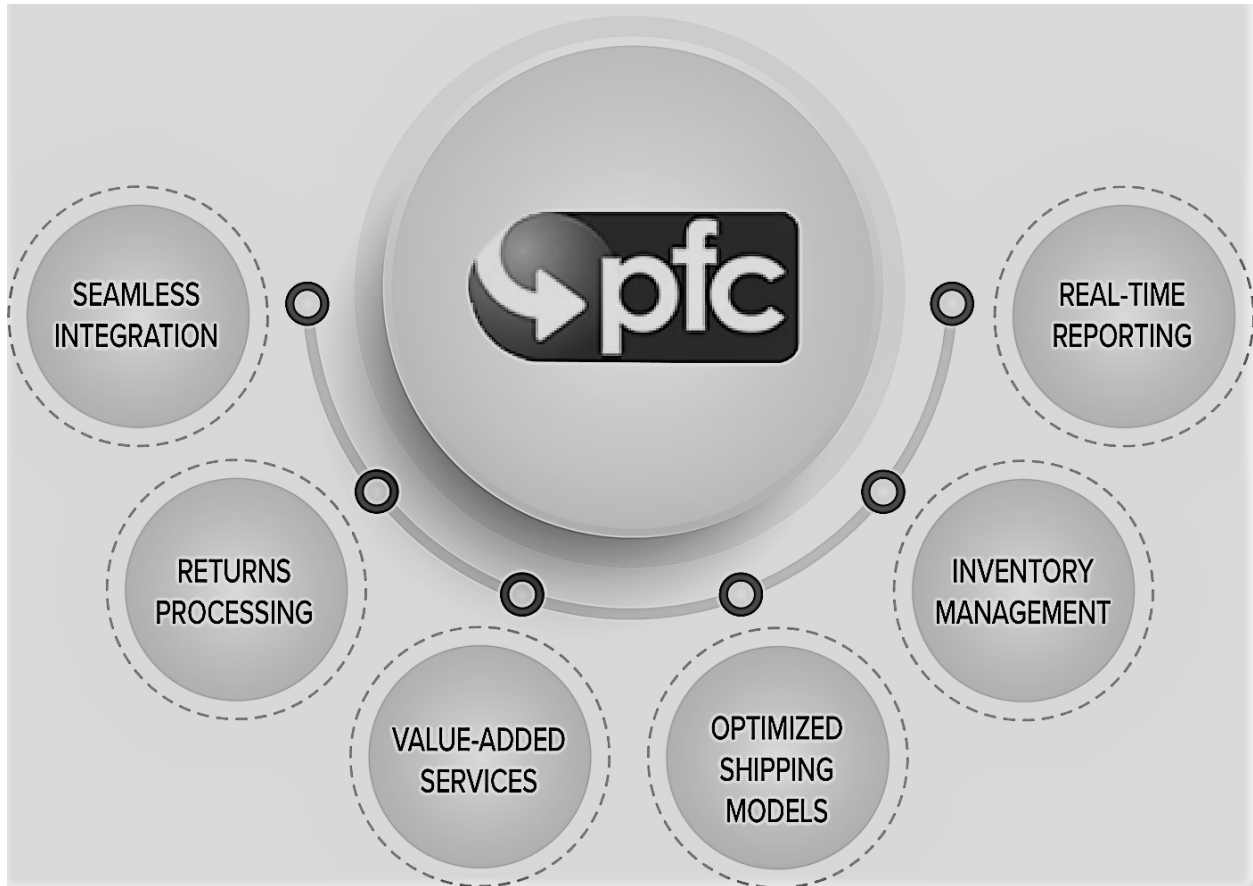 pfc
SEAMLESS
INTEGRATION
RETURNS
PROCESSING
VALUE-ADDED
SERVICES
OPTIMIZED
SHIPPING
MODELS
INVENTORY
MANAGEMENT
REAL-TIME
REPORTING